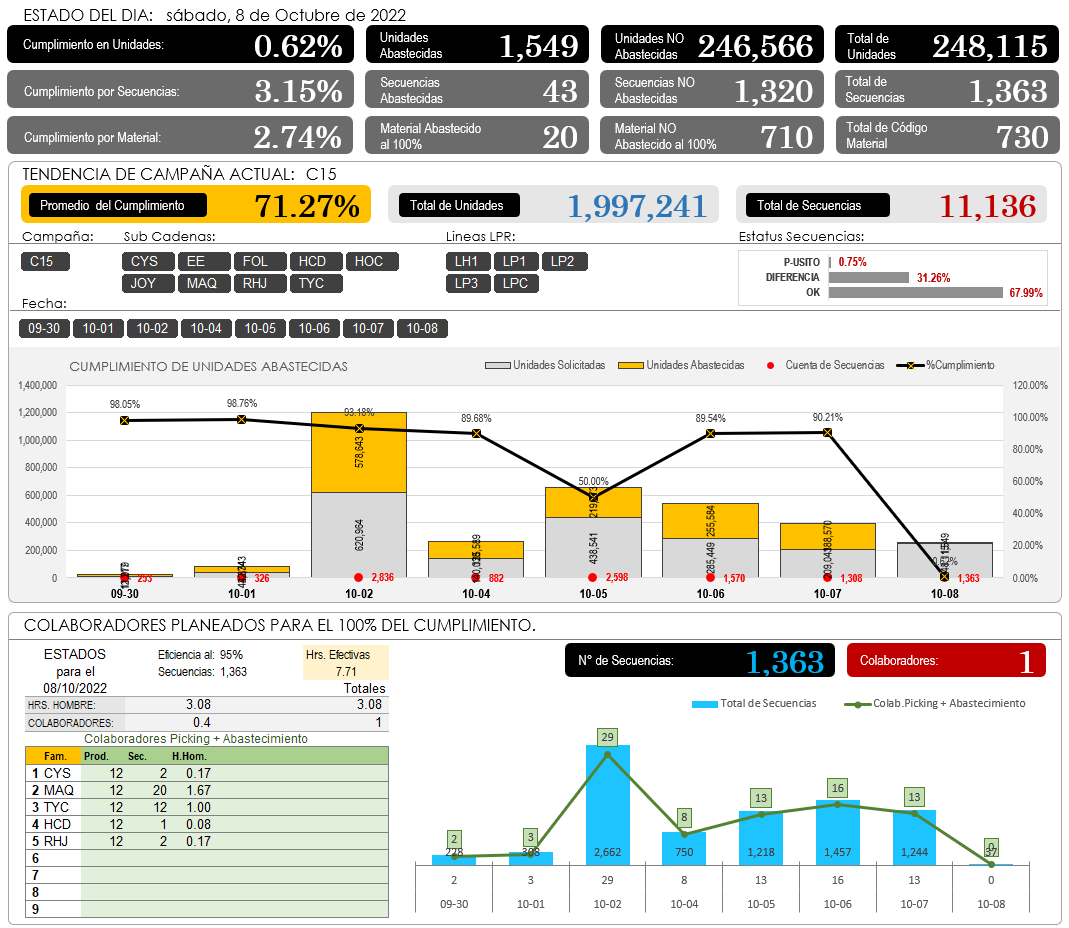 ESTADO DEL DIA: sábado, 8 de Octubre de 2022
Cumplimiento en Unidades: 0.62%
Unidades Abastecidas 1,549
Unidades NO Abastecidas 246,566
Total de Unidades 248,115
Cumplimiento por Secuencias: 3.15%
Secuencias Abastecidas 43
Secuencias NO Abastecidas 1,320
Total de Secuencias 1,363
Cumplimiento por Material: 2.74%
Material Abastecido al 100% 20
Material NO Abastecido al 100% 710
Total de Código Material 730
TENDENCIA DE CAMPAÑA ACTUAL: C15
Promedio del Cumplimiento 71.27%
Total de Unidades 1,997,241
Total de Secuencias 11,136
Campaña: Sub Cadenas: Lineas LPR: Estatus Secuencias:
C15
CYS EE FOL HCD HOC
JOY MAQ RHJ TYC
LH1 LP1 LP2
LP3 LPC
P-USITO 0.75%
DIFERENCIA 31.26%
OK 67.99%
Fecha:
09-30 10-01 10-02 10-04 10-05 10-06 10-07 10-08
CUMPLIMIENTO DE UNIDADES ABASTECIDAS
Unidades Solicitadas Unidades Abastecidas Cuenta de Secuencias %Cumplimiento
1,400,000
1,200,000
1,000,000
800,000
600,000
400,000
200,000
0
120.00%
100.00%
80.00%
60.00%
40.00%
20.00%
0.00%
98.05% 98.76% 93.18% 89.68% 50.00% 89.54% 90.21%
578,643
620,964
438,541
255,584
285,449
188,570
209,043
253 326 2,836 882 2,598 1,570 1,308 1,363
09-30 10-01 10-02 10-04 10-05 10-06 10-07 10-08
COLABORADORES PLANEADOS PARA EL 100% DEL CUMPLIMIENTO.
ESTADOS
para el
08/10/2022
Eficiencia al: 95%
Secuencias: 1,363
Hrs. Efectivas
7.71
Totales
HRS. HOMBRE: 3.08 3.08
COLABORADORES: 0.4 1
Colaboradores Picking + Abastecimiento
Fam. Prod. Sec. H.Hom.
1 CYS 12 2 0.17
2 MAQ 12 20 1.67
3 TYC 12 12 1.00
4 HCD 12 1 0.08
5 RHJ 12 2 0.17
6
7
8
9
N° de Secuencias: 1,363
Colaboradores: 1
Total de Secuencias Colab.Picking + Abastecimiento
2 3 29 8 13 16 13 0
228 308 2,662 750 1,218 1,457 1,244 37
2 3 29 8 13 16 13 0
09-30 10-01 10-02 10-04 10-05 10-06 10-07 10-08